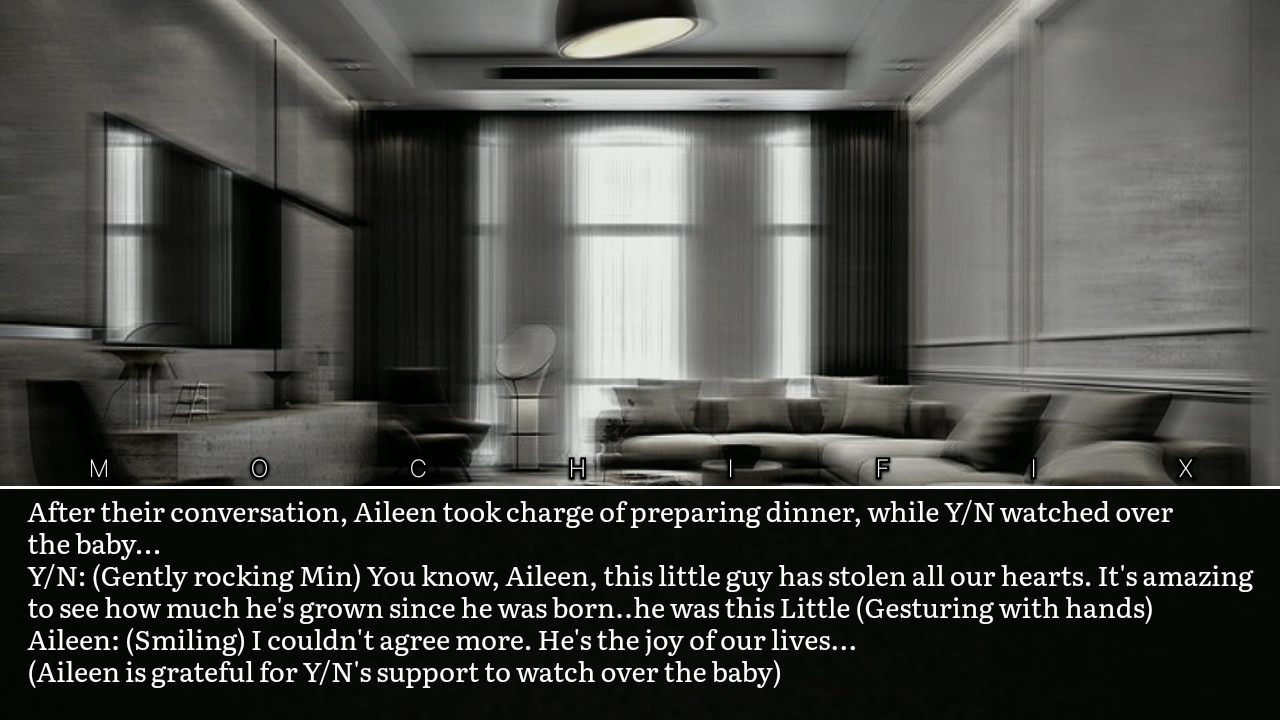 M O C H I F I X
After their conversation, Aileen took charge of preparing dinner, while Y/N watched over
the baby...
Y/N: (Gently rocking Min) You know, Aileen, this little guy has stolen all our hearts. It's amazing
to see how much he's grown since he was born..he was this Little (Gesturing with hands)
Aileen: (Smiling) I couldn't agree more. He's the joy of our lives...
(Aileen is grateful for Y/N's support to watch over the baby)